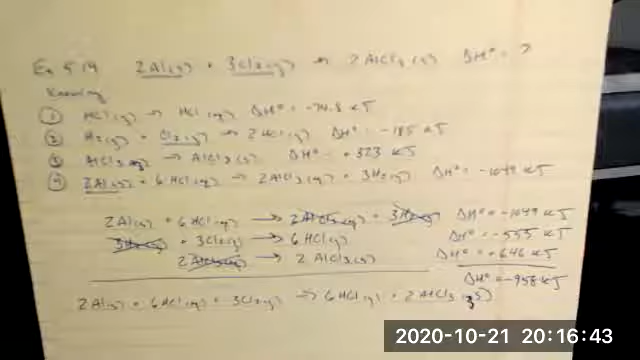 Ex 5.14 2Al(s) + 3Cl₂(g) → 2AlCl₃(s) ΔH° = ?
Knowing
① HCl(g) → HCl(aq) ΔH° = -74.8 kJ
② H₂(g) + Cl₂(g) → 2HCl(g) ΔH° = -185 kJ
③ AlCl₃(aq) → AlCl₃(s) ΔH° = +323 kJ
④ 2Al(s) + 6HCl(aq) → 2AlCl₃(aq) + 3H₂(g) ΔH° = -1049 kJ
2Al(s) + 6HCl(aq) → 2AlCl₃(aq) + 3H₂(g) ΔH° = -1049 kJ
3H₂(g) + 3Cl₂(g) → 6HCl(g) ΔH° = -555 kJ
2AlCl₃(aq) → 2AlCl₃(s) ΔH° = +646 kJ
ΔH° = -958 kJ
2Al(s) + 6HCl(aq) + 3Cl₂(g) → 6HCl(g) + 2AlCl₃(s)
2020-10-21 20:16:43